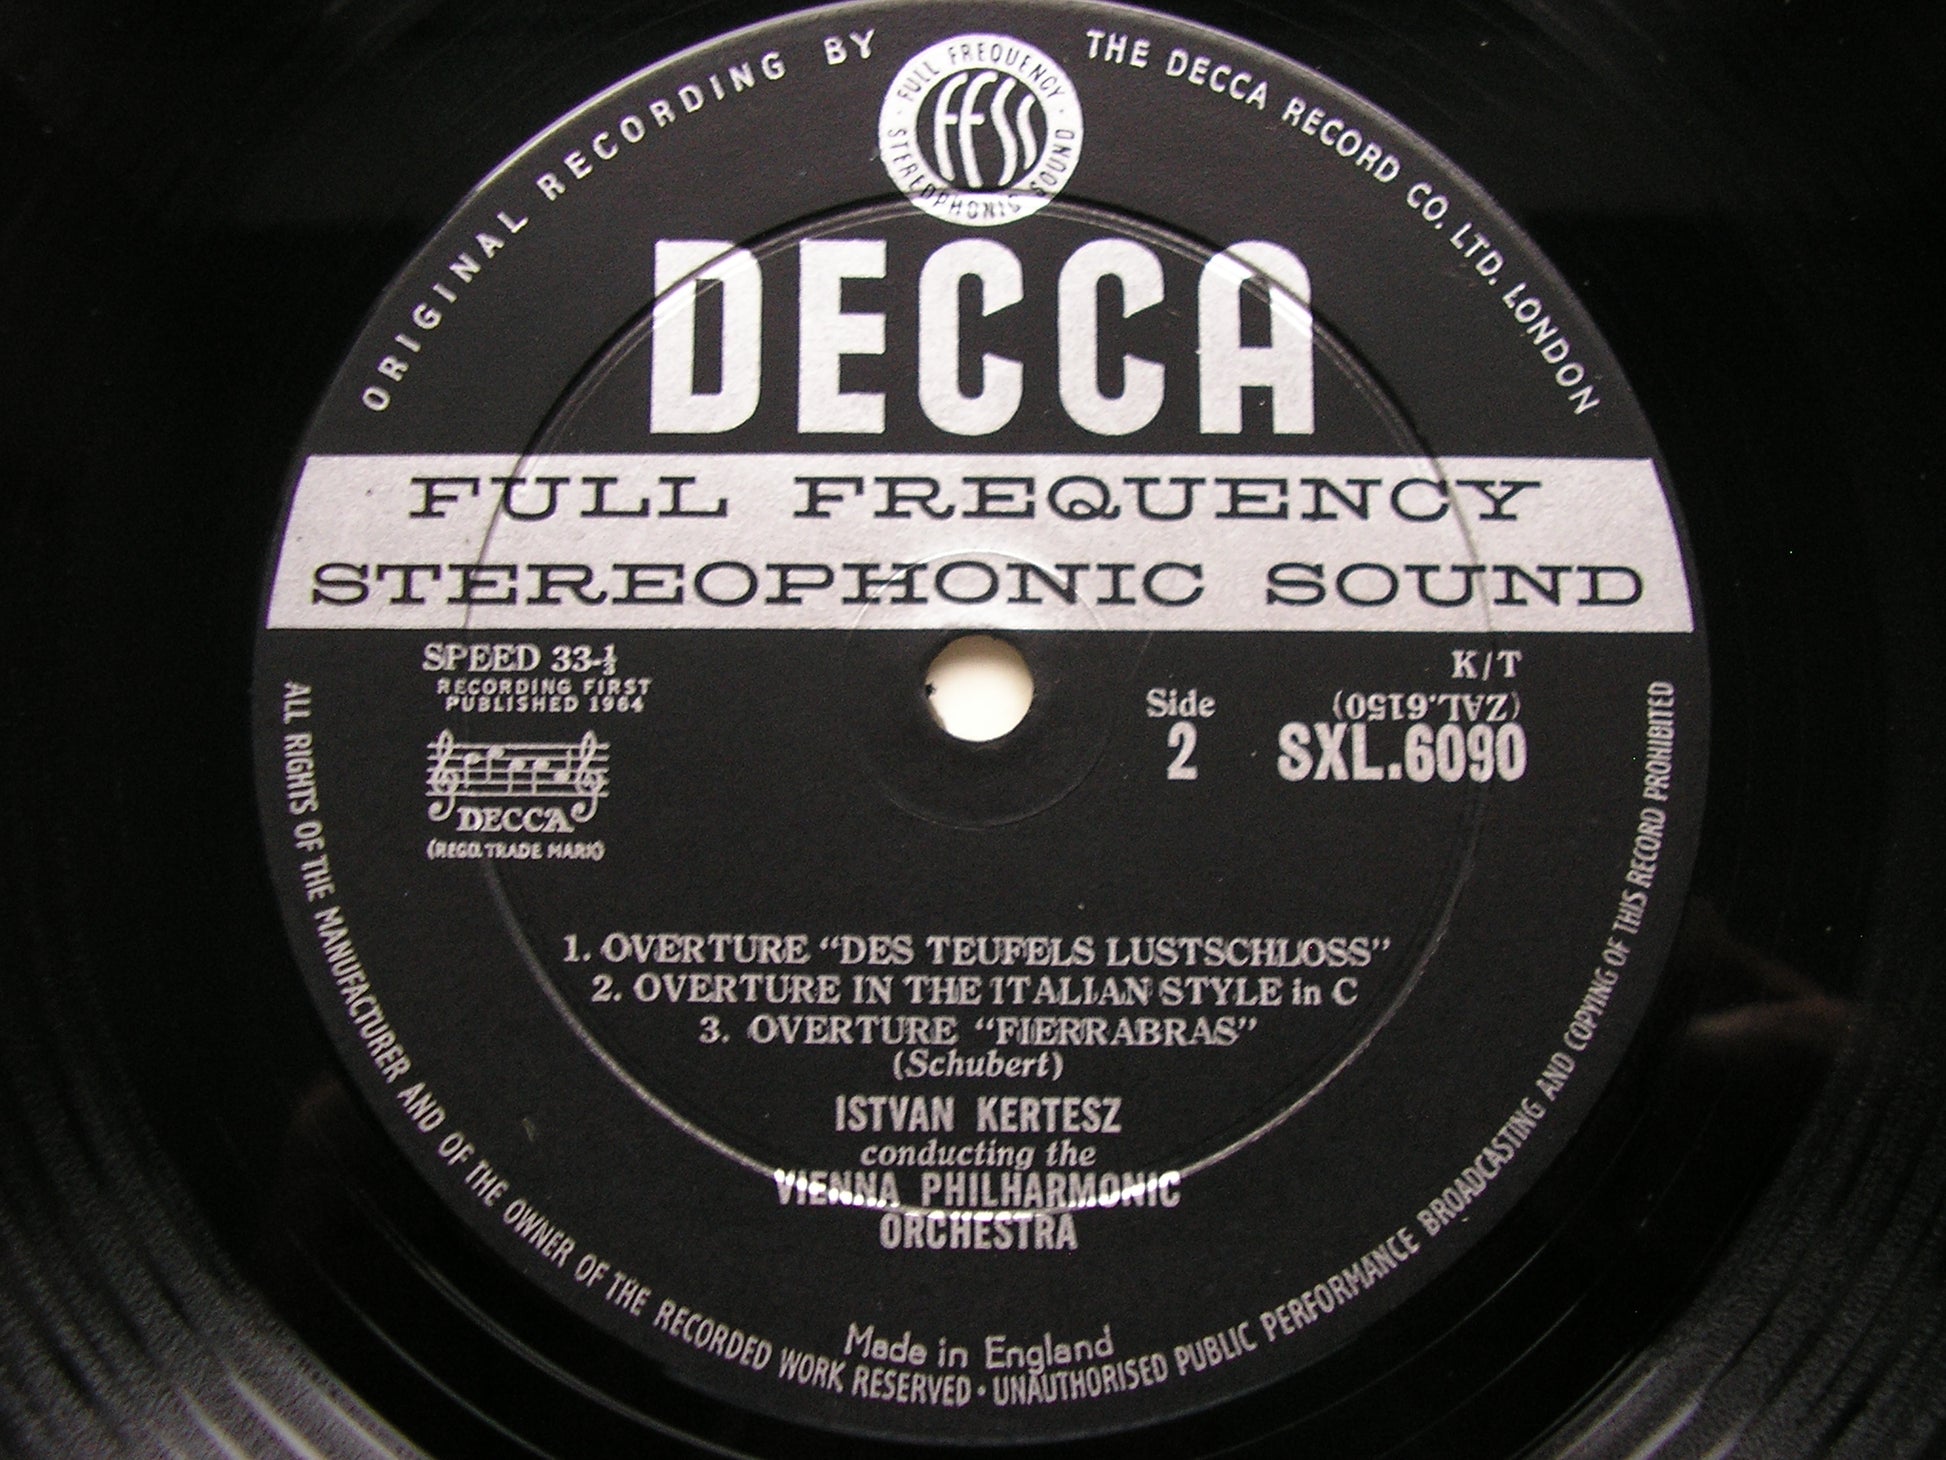 ORIGINAL RECORDING BY THE DECCA RECORD CO. LTD. LONDON
FULL FREQUENCY
FFSS
STEREOPHONIC SOUND
DECCA
FULL FREQUENCY
STEREOPHONIC SOUND
SPEED 33-⅓
RECORDING FIRST
PUBLISHED 1964
DECCA
(REGD. TRADE MARK)
K/T
(ZAL.6150)
Side
2
SXL.6090
1. OVERTURE “DES TEUFELS LUSTSCHLOSS”
2. OVERTURE IN THE ITALIAN STYLE in C
3. OVERTURE “FIERRABRAS”
(Schubert)
ISTVAN KERTESZ
conducting the
VIENNA PHILHARMONIC
ORCHESTRA
Made in England
ALL RIGHTS OF THE MANUFACTURER AND OF THE OWNER OF THE RECORDED WORK RESERVED · UNAUTHORISED PUBLIC PERFORMANCE BROADCASTING AND COPYING OF THIS RECORD PROHIBITED